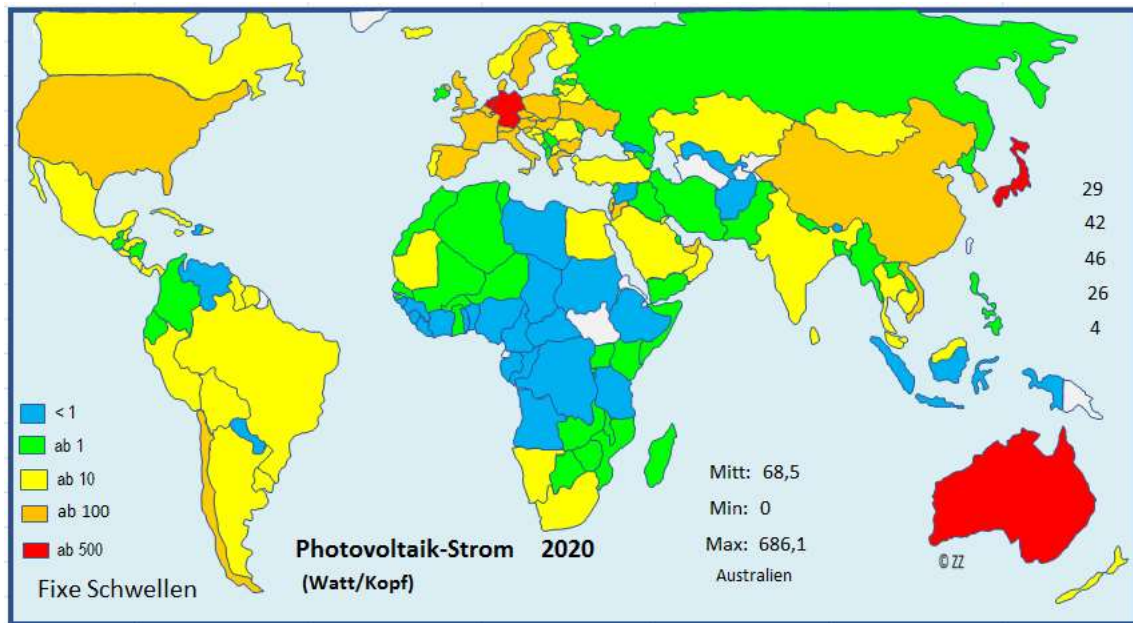 29
42
46
26
4
< 1
ab 1
ab 10
ab 100
ab 500
Fixe Schwellen
Photovoltaik-Strom 2020
(Watt/Kopf)
Mitt: 68,5
Min: 0
Max: 686,1
Australien
© ZZ